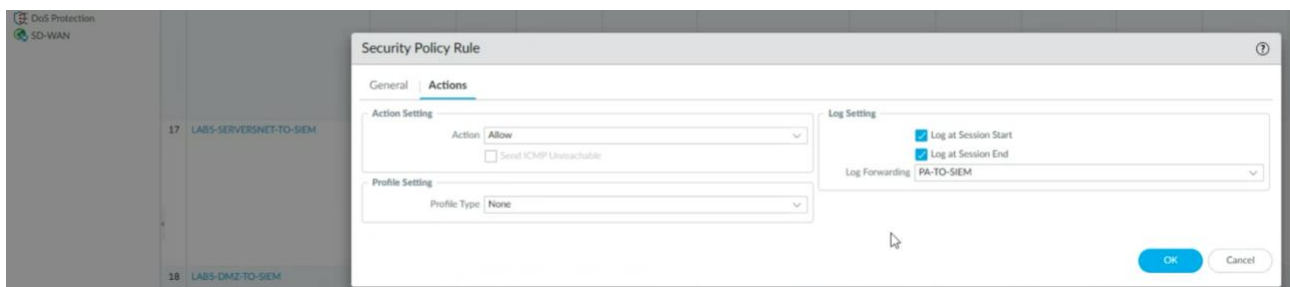 DoS Protection
SD-WAN
Security Policy Rule
General
Actions
Action Setting
Action Allow
Send ICMP Unreachable
Profile Setting
Profile Type None
Log Setting
Log at Session Start
Log at Session End
Log Forwarding PA-TO-SIEM
OK
Cancel
17 LABS-SERVERSNET-TO-SIEM
18 LABS-DMZ-TO-SIEM